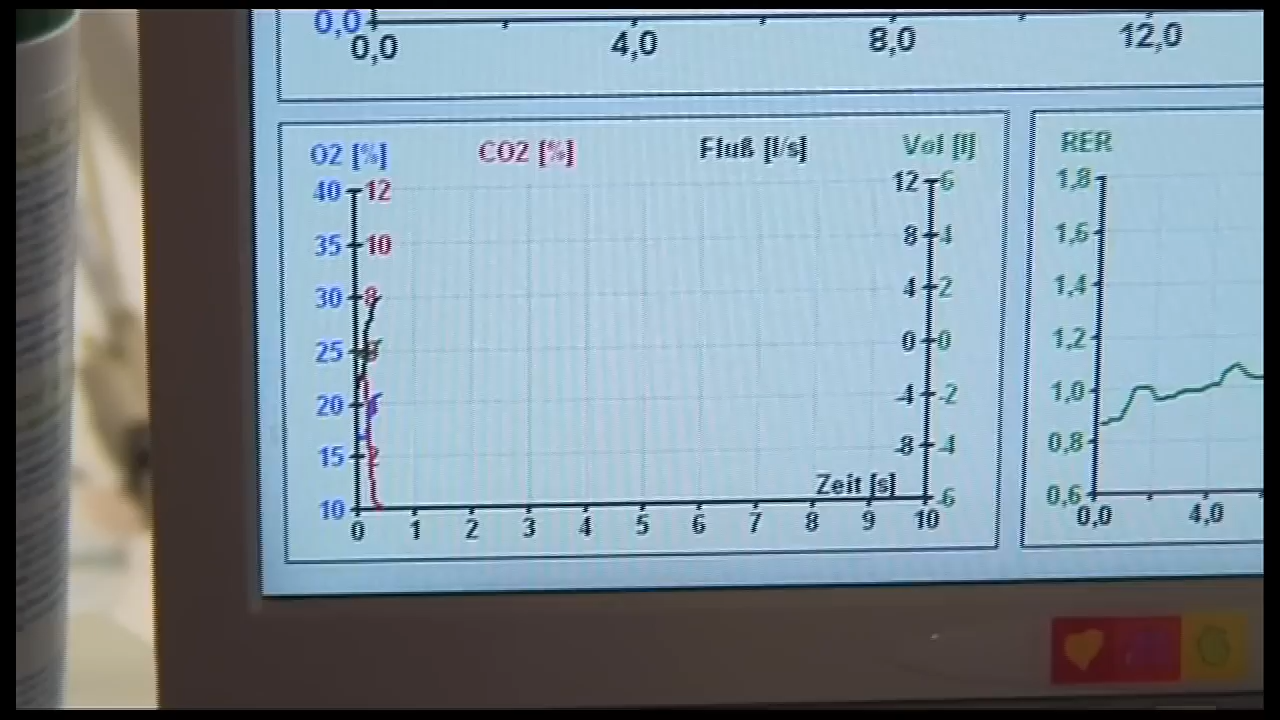 0,0
0,0 4,0 8,0 12,0
O2 [%] CO2 [%] Fluß [l/s] Vol [l] RER
40 12 12 6 1,8
35 10 8 4 1,6
30 8 4 2 1,4
25 0 0 1,2
20 -4 -2 1,0
15 2 -8 -4 0,8
Zeit [s]
10 -6 0,6
0 1 2 3 4 5 6 7 8 9 10 0,0 4,0